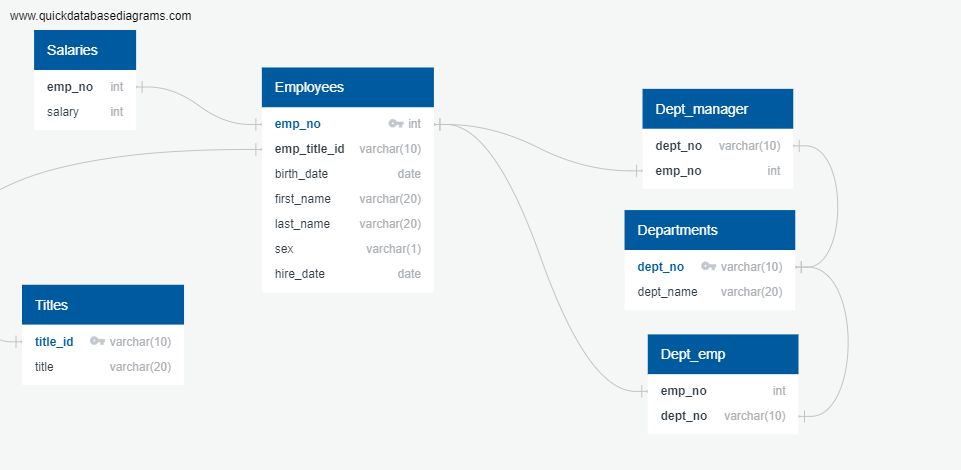 www.quickdatabasediagrams.com
Salaries
emp_no int
salary int
Employees
emp_no int
emp_title_id varchar(10)
birth_date date
first_name varchar(20)
last_name varchar(20)
sex varchar(1)
hire_date date
Dept_manager
dept_no varchar(10)
emp_no int
Departments
dept_no varchar(10)
dept_name varchar(20)
Titles
title_id varchar(10)
title varchar(20)
Dept_emp
emp_no int
dept_no varchar(10)